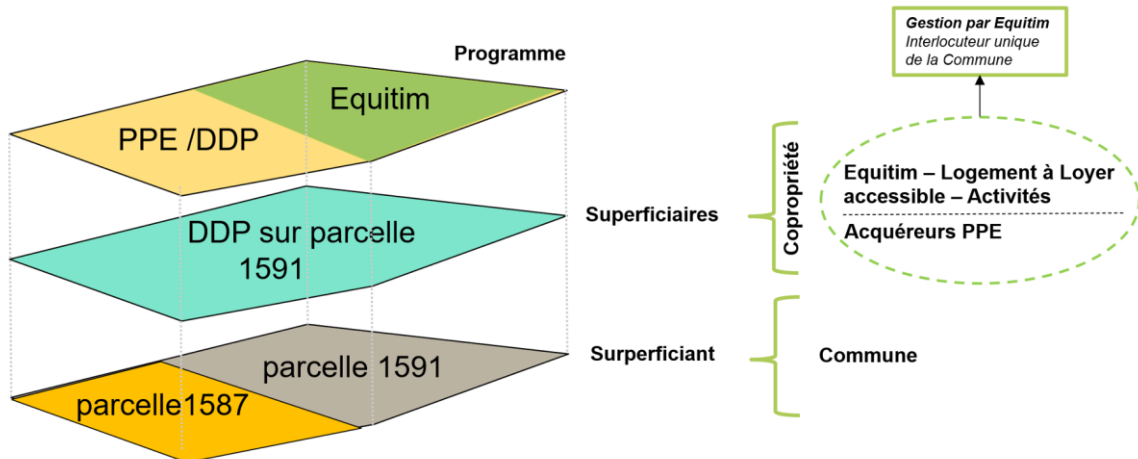 Gestion par Equitim
Interlocuteur unique
de la Commune
Programme
Equitim
PPE /DDP
DDP sur parcelle
1591
Superficiaires
Copropriété
Equitim – Logement à Loyer
accessible – Activités
Acquéreurs PPE
parcelle 1591
parcelle1587
Surperficiant
Commune